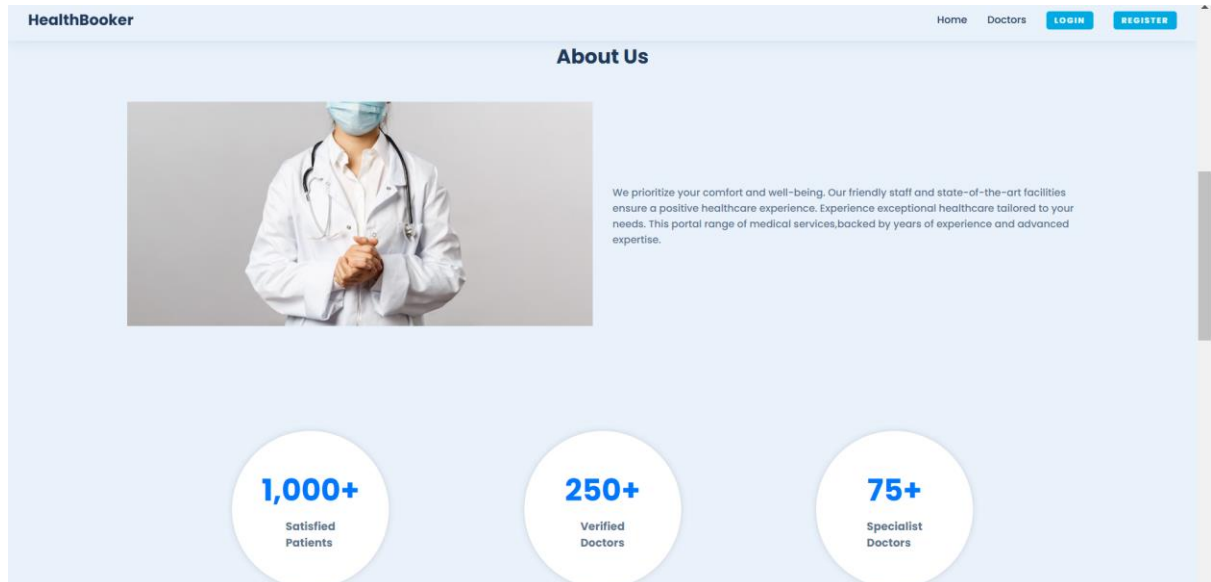 HealthBooker
Home Doctors LOGIN REGISTER
About Us
We prioritize your comfort and well-being. Our friendly staff and state-of-the-art facilities
ensure a positive healthcare experience. Experience exceptional healthcare tailored to your
needs. This portal range of medical services,backed by years of experience and advanced
expertise.
1,000+
Satisfied
Patients
250+
Verified
Doctors
75+
Specialist
Doctors